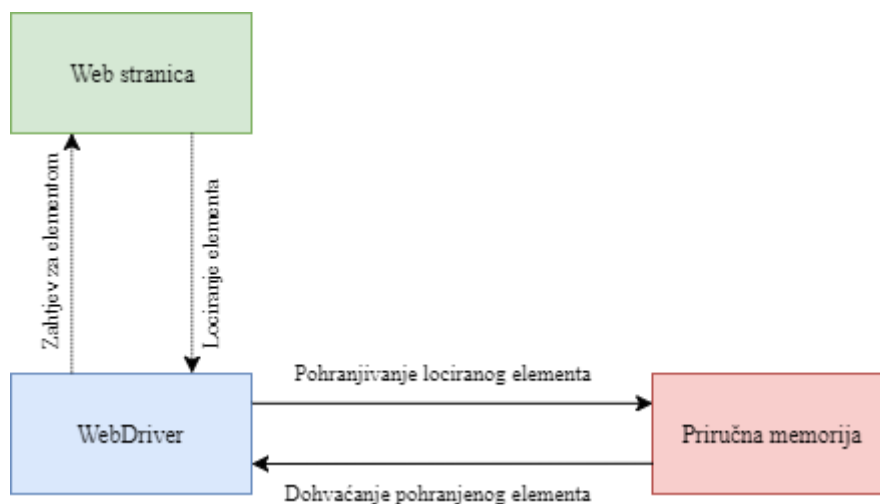 Web stranica
Zahtjev za elementom
Lociranje elementa
Pohranjivanje lociranog elementa
WebDriver
Priručna memorija
Dohvaćanje pohranjenog elementa